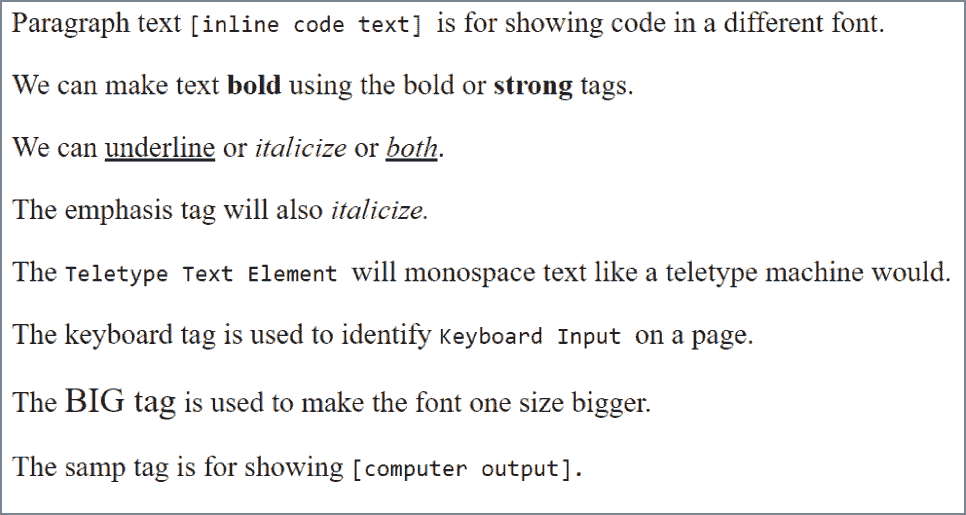 Paragraph text [inline code text] is for showing code in a different font.
We can make text bold using the bold or strong tags.
We can underline or italicize or both.
The emphasis tag will also italicize.
The Teletype Text Element will monospace text like a teletype machine would.
The keyboard tag is used to identify Keyboard Input on a page.
The BIG tag is used to make the font one size bigger.
The samp tag is for showing [computer output].